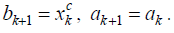 b_{k+1} = x_k^c , a_{k+1} = a_k .